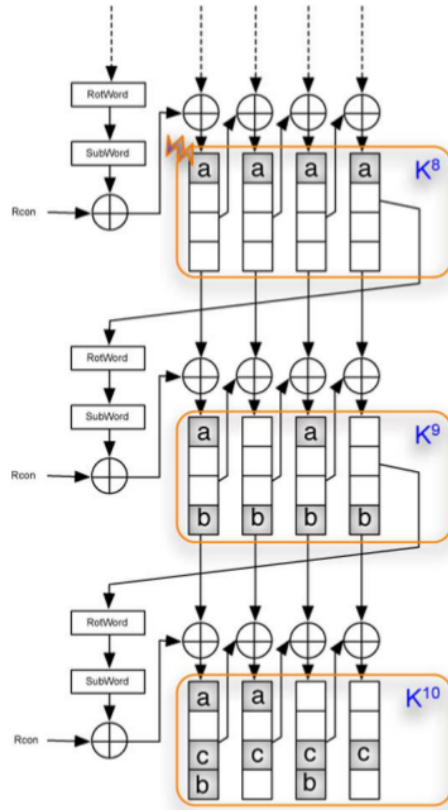 RotWord
SubWord
Rcon
a a a a
K⁸
RotWord
SubWord
Rcon
a a
b b b b
K⁹
RotWord
SubWord
Rcon
a a
c c c c
b b
K¹⁰